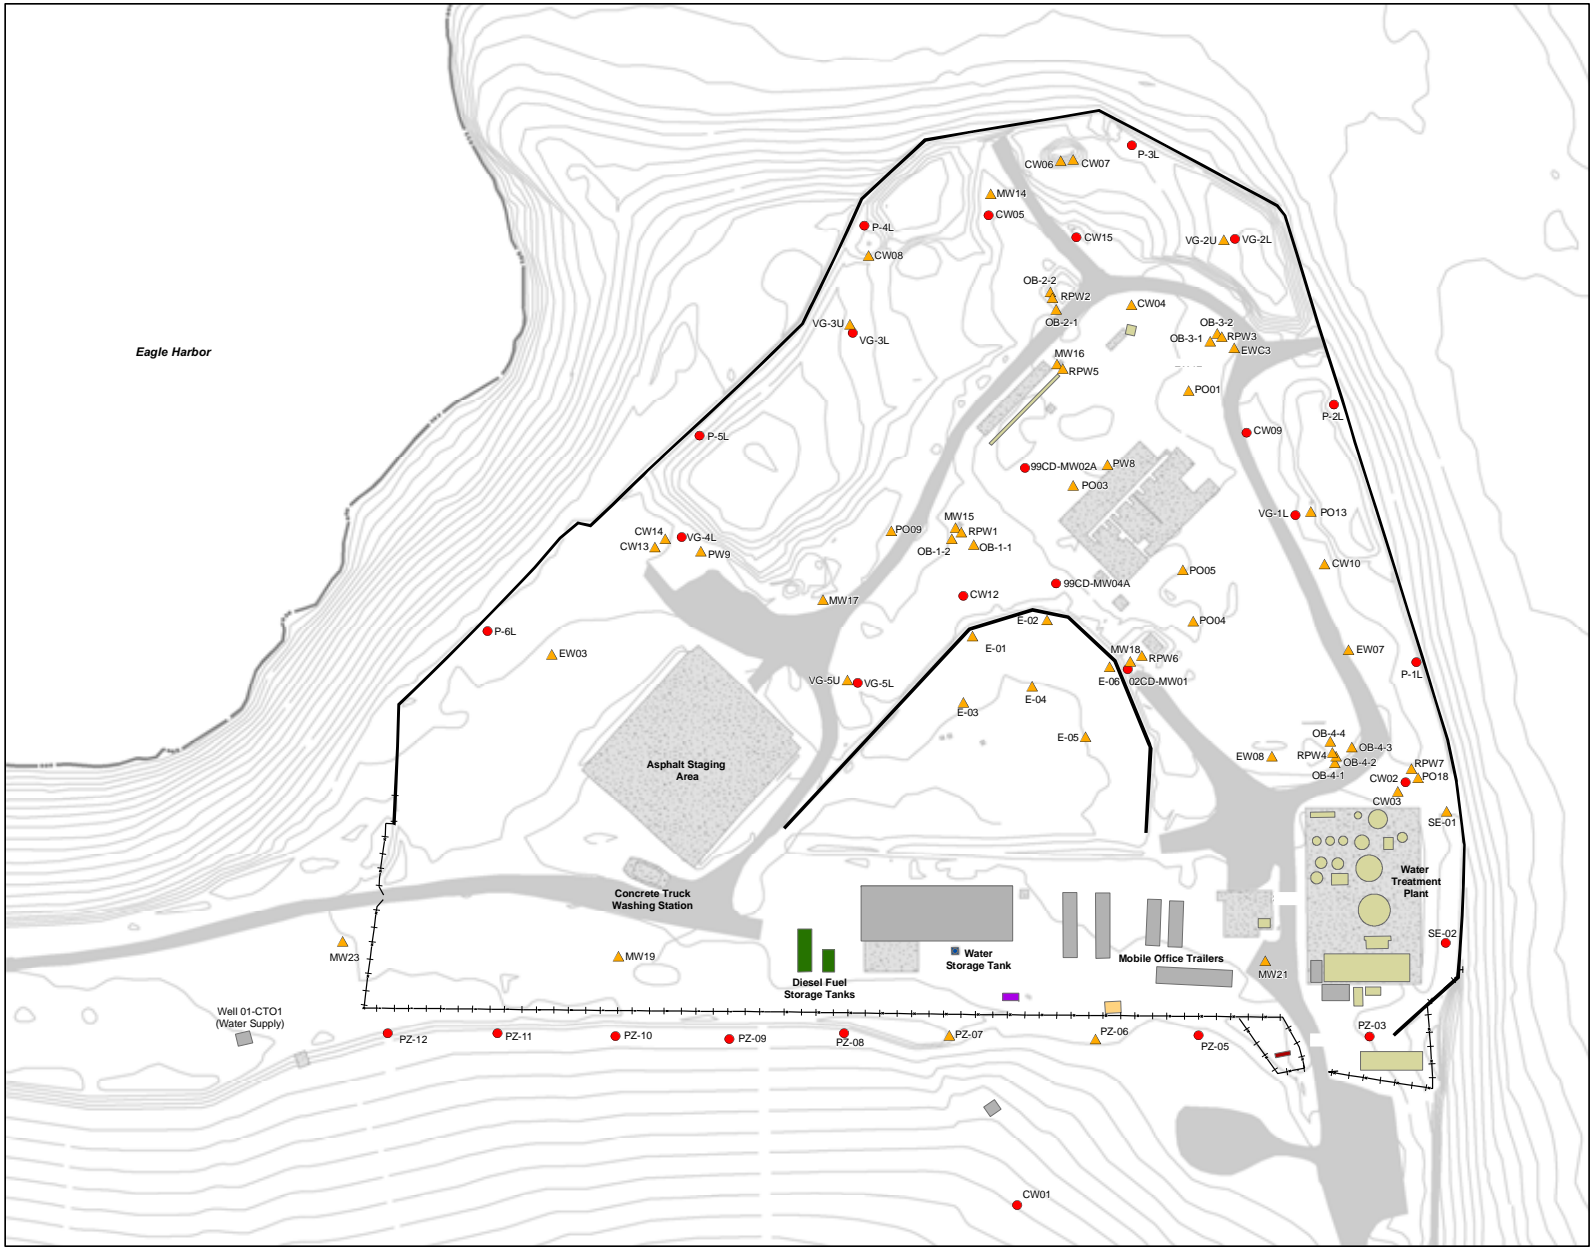 P-3L
CW06
CW07
MW14
CW05
P-4L
CW15
VG-2U
VG-2L
CW08
OB-2-2
RPW2
CW04
OB-2-1
VG-3U
VG-3L
OB-3-2
RPW3
OB-3-1
EWC3
Eagle Harbor
MW16
RPW5
PO01
P-2L
CW09
P-5L
99CD-MW02A
PW8
PO03
VG-1L
PO13
MW15
PO09
RPW1
CW14
VG-4L
CW13
PW9
OB-1-2
OB-1-1
CW10
PO05
99CD-MW04A
CW12
MW17
E-02
PO04
P-6L
E-01
EW03
MW18
RPW6
EW07
P-1L
E-06
02CD-MW01
VG-5U
VG-5L
E-04
E-03
E-05
OB-4-4
OB-4-3
EW08
RPW4
OB-4-2
RPW7
OB-4-1
CW02
PO18
CW03
Asphalt Staging
Area
SE-01
Water
Treatment
Plant
Concrete Truck
Washing Station
SE-02
MW23
MW19
Water
Storage Tank
Mobile Office Trailers
MW21
Diesel Fuel
Storage Tanks
Well 01-CTO1
(Water Supply)
PZ-12
PZ-11
PZ-10
PZ-09
PZ-08
PZ-07
PZ-06
PZ-05
PZ-03
CW01